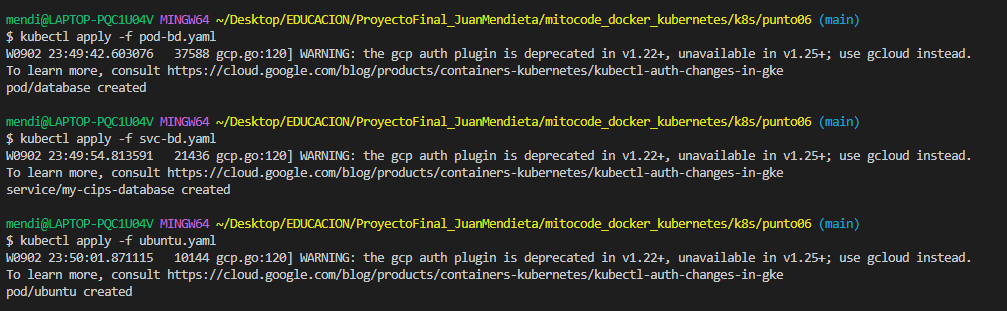 mendi@LAPTOP-PQC1U04V MINGW64 ~/Desktop/EDUCACION/ProyectoFinal_JuanMendieta/mitocode_docker_kubernetes/k8s/punto06 (main)
$ kubectl apply -f pod-bd.yaml
W0902 23:49:42.603076   37588 gcp.go:120] WARNING: the gcp auth plugin is deprecated in v1.22+, unavailable in v1.25+; use gcloud instead.
To learn more, consult https://cloud.google.com/blog/products/containers-kubernetes/kubectl-auth-changes-in-gke
pod/database created
mendi@LAPTOP-PQC1U04V MINGW64 ~/Desktop/EDUCACION/ProyectoFinal_JuanMendieta/mitocode_docker_kubernetes/k8s/punto06 (main)
$ kubectl apply -f svc-bd.yaml
W0902 23:49:54.813591   21436 gcp.go:120] WARNING: the gcp auth plugin is deprecated in v1.22+, unavailable in v1.25+; use gcloud instead.
To learn more, consult https://cloud.google.com/blog/products/containers-kubernetes/kubectl-auth-changes-in-gke
service/my-cips-database created
mendi@LAPTOP-PQC1U04V MINGW64 ~/Desktop/EDUCACION/ProyectoFinal_JuanMendieta/mitocode_docker_kubernetes/k8s/punto06 (main)
$ kubectl apply -f ubuntu.yaml
W0902 23:50:01.871115   10144 gcp.go:120] WARNING: the gcp auth plugin is deprecated in v1.22+, unavailable in v1.25+; use gcloud instead.
To learn more, consult https://cloud.google.com/blog/products/containers-kubernetes/kubectl-auth-changes-in-gke
pod/ubuntu created